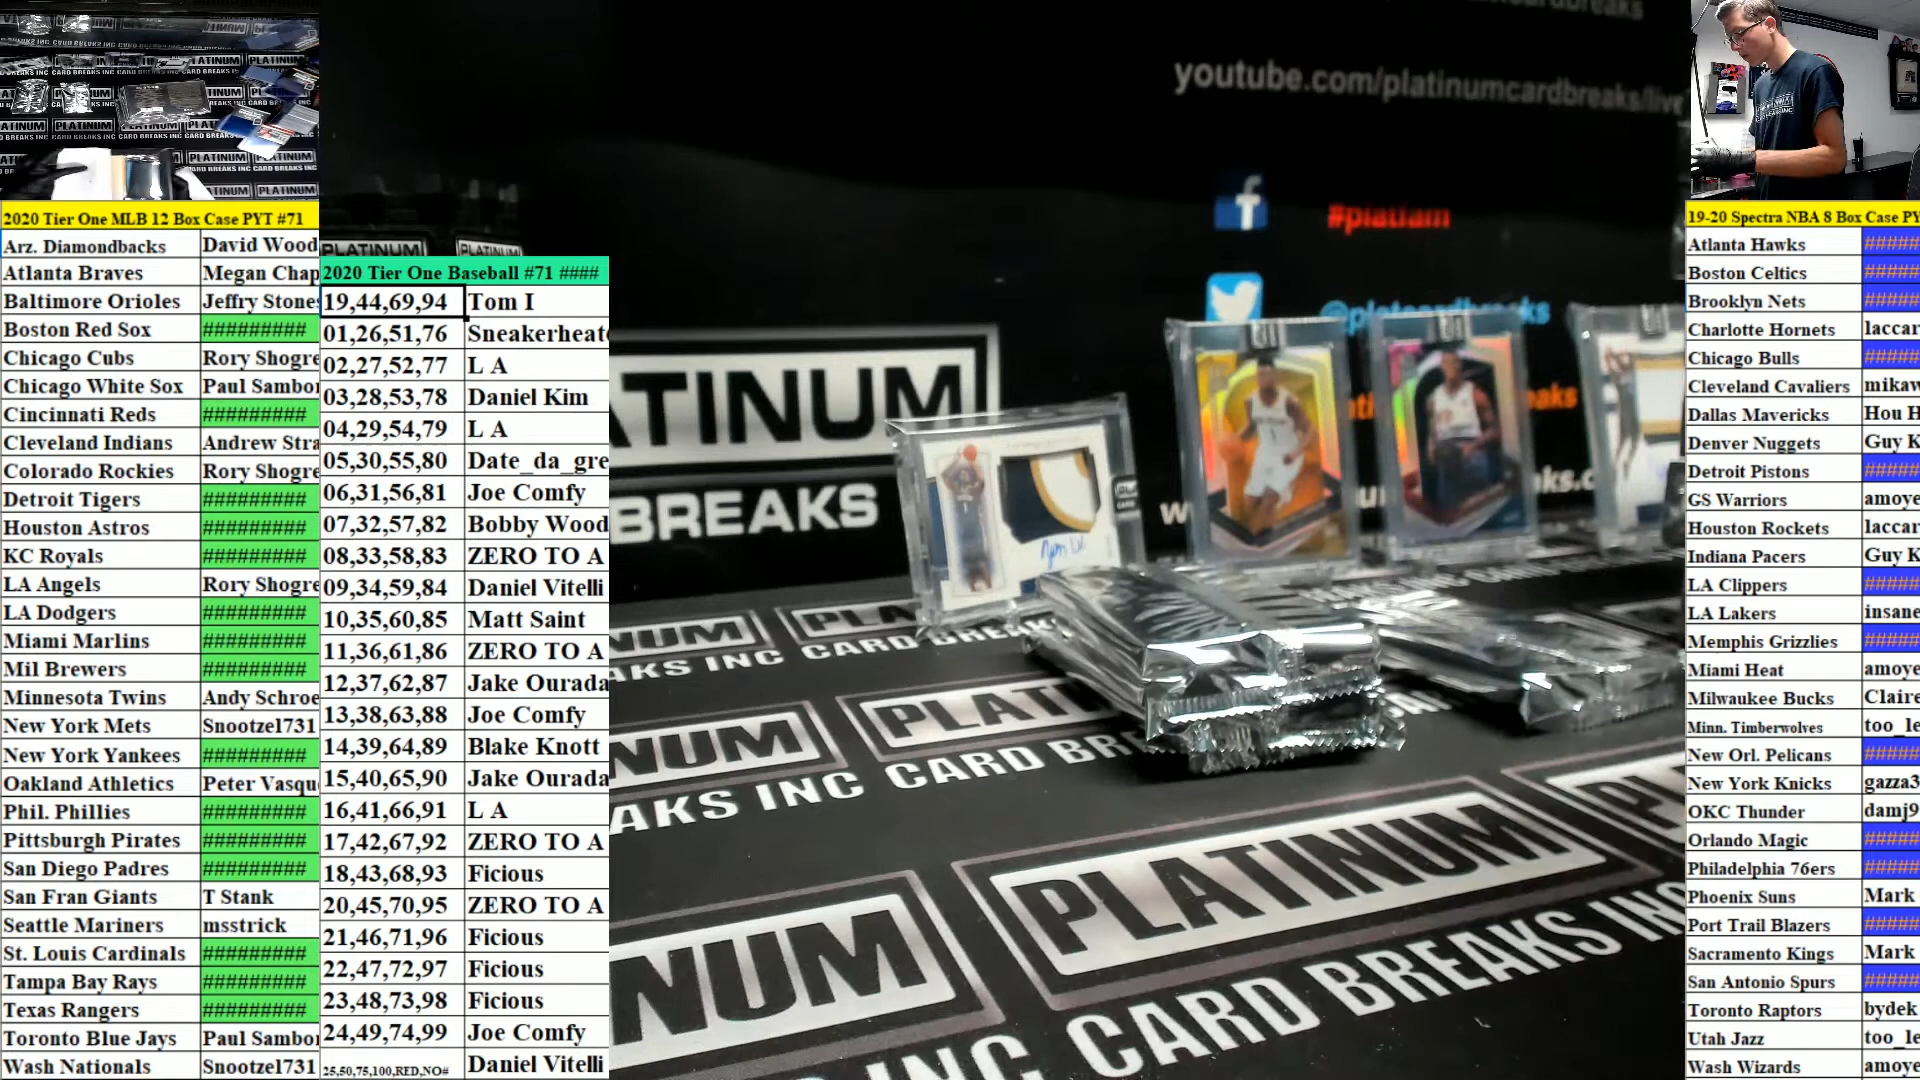 2020 Tier One MLB 12 Box Case PYT #71
Arz. Diamondbacks David Wood
Atlanta Braves Megan Chap
Baltimore Orioles Jeffry Stones
Boston Red Sox #########
Chicago Cubs Rory Shogre
Chicago White Sox Paul Sambor
Cincinnati Reds #########
Cleveland Indians Andrew Stra
Colorado Rockies Rory Shogre
Detroit Tigers #########
Houston Astros #########
KC Royals #########
LA Angels Rory Shogre
LA Dodgers #########
Miami Marlins #########
Mil Brewers #########
Minnesota Twins Andy Schroe
New York Mets Snootzel731
New York Yankees #########
Oakland Athletics Peter Vasqu
Phil. Phillies #########
Pittsburgh Pirates #########
San Diego Padres #########
San Fran Giants T Stank
Seattle Mariners msstrick
St. Louis Cardinals #########
Tampa Bay Rays #########
Texas Rangers #########
Toronto Blue Jays Paul Sambor
Wash Nationals Snootzel731
2020 Tier One Baseball #71 ####
19,44,69,94 Tom I
01,26,51,76 Sneakerheat
02,27,52,77 L A
03,28,53,78 Daniel Kim
04,29,54,79 L A
05,30,55,80 Date_da_gre
06,31,56,81 Joe Comfy
07,32,57,82 Bobby Wood
08,33,58,83 ZERO TO A
09,34,59,84 Daniel Vitelli
10,35,60,85 Matt Saint
11,36,61,86 ZERO TO A
12,37,62,87 Jake Ourada
13,38,63,88 Joe Comfy
14,39,64,89 Blake Knott
15,40,65,90 Jake Ourada
16,41,66,91 L A
17,42,67,92 ZERO TO A
18,43,68,93 Ficious
20,45,70,95 ZERO TO A
21,46,71,96 Ficious
22,47,72,97 Ficious
23,48,73,98 Ficious
24,49,74,99 Joe Comfy
25,50,75,100,RED,NO# Daniel Vitelli
platinumcardbreaks
youtube.com/platinumcardbreaks/live
#platfam
@platcardbreaks
ATINUM
BREAKS
PLATINUM
INC CARD BREAKS INC
19-20 Spectra NBA 8 Box Case PY
Atlanta Hawks #####
Boston Celtics #####
Brooklyn Nets #####
Charlotte Hornets laccar
Chicago Bulls #####
Cleveland Cavaliers mikaw
Dallas Mavericks Hou H
Denver Nuggets Guy K
Detroit Pistons #####
GS Warriors amoye
Houston Rockets laccar
Indiana Pacers Guy K
LA Clippers #####
LA Lakers insane
Memphis Grizzlies #####
Miami Heat amoye
Milwaukee Bucks Claire
Minn. Timberwolves too_le
New Orl. Pelicans #####
New York Knicks gazza3
OKC Thunder damj9
Orlando Magic #####
Philadelphia 76ers #####
Phoenix Suns Mark
Port Trail Blazers #####
Sacramento Kings Mark
San Antonio Spurs #####
Toronto Raptors bydek
Utah Jazz too_le
Wash Wizards amoye